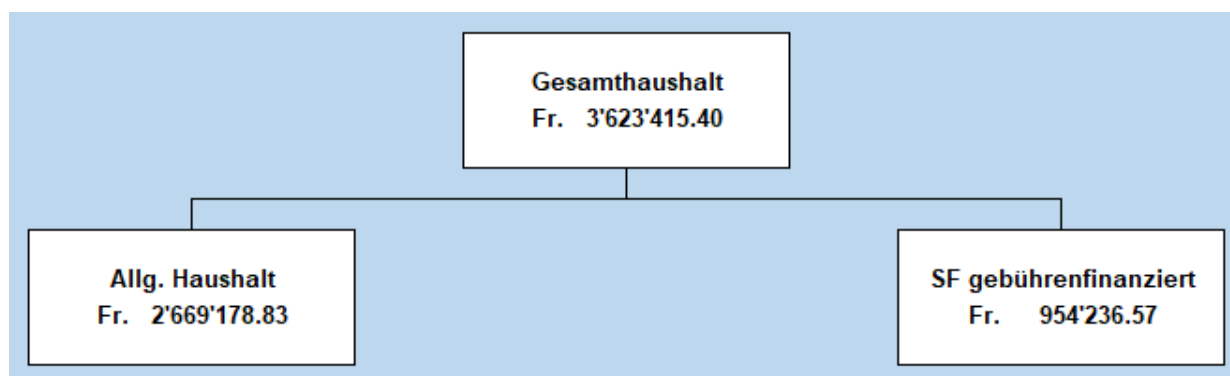 Gesamthaushalt
Fr. 3'623'415.40
Allg. Haushalt
Fr. 2'669'178.83
SF gebührenfinanziert
Fr. 954'236.57